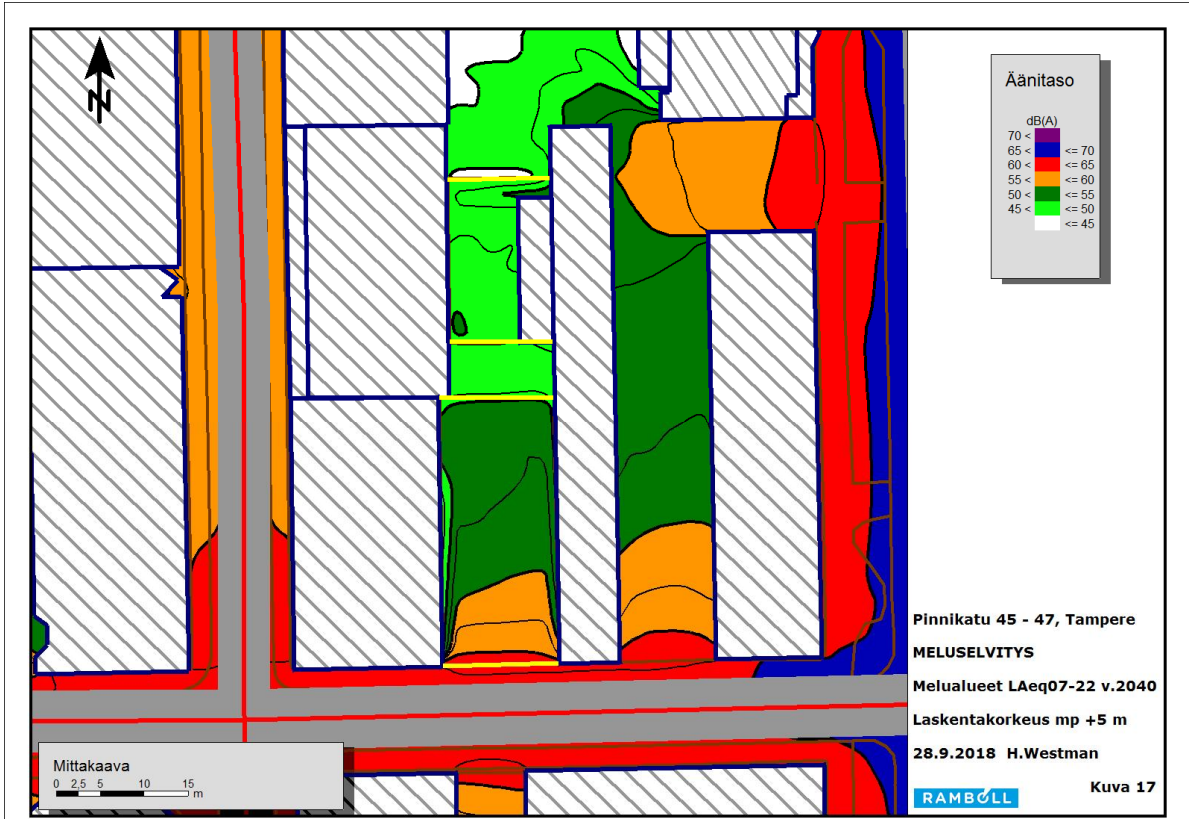 N
Äänitaso
dB(A)
70 <
65 < <= 70
60 < <= 65
55 < <= 60
50 < <= 55
45 < <= 50
<= 45
Pinnikatu 45 - 47, Tampere
MELUSELVITYS
Melualueet LAeq07-22 v.2040
Laskentakorkeus mp +5 m
28.9.2018 H.Westman
RAMBOLL Kuva 17
Mittakaava
0 2,5 5 10 15
m